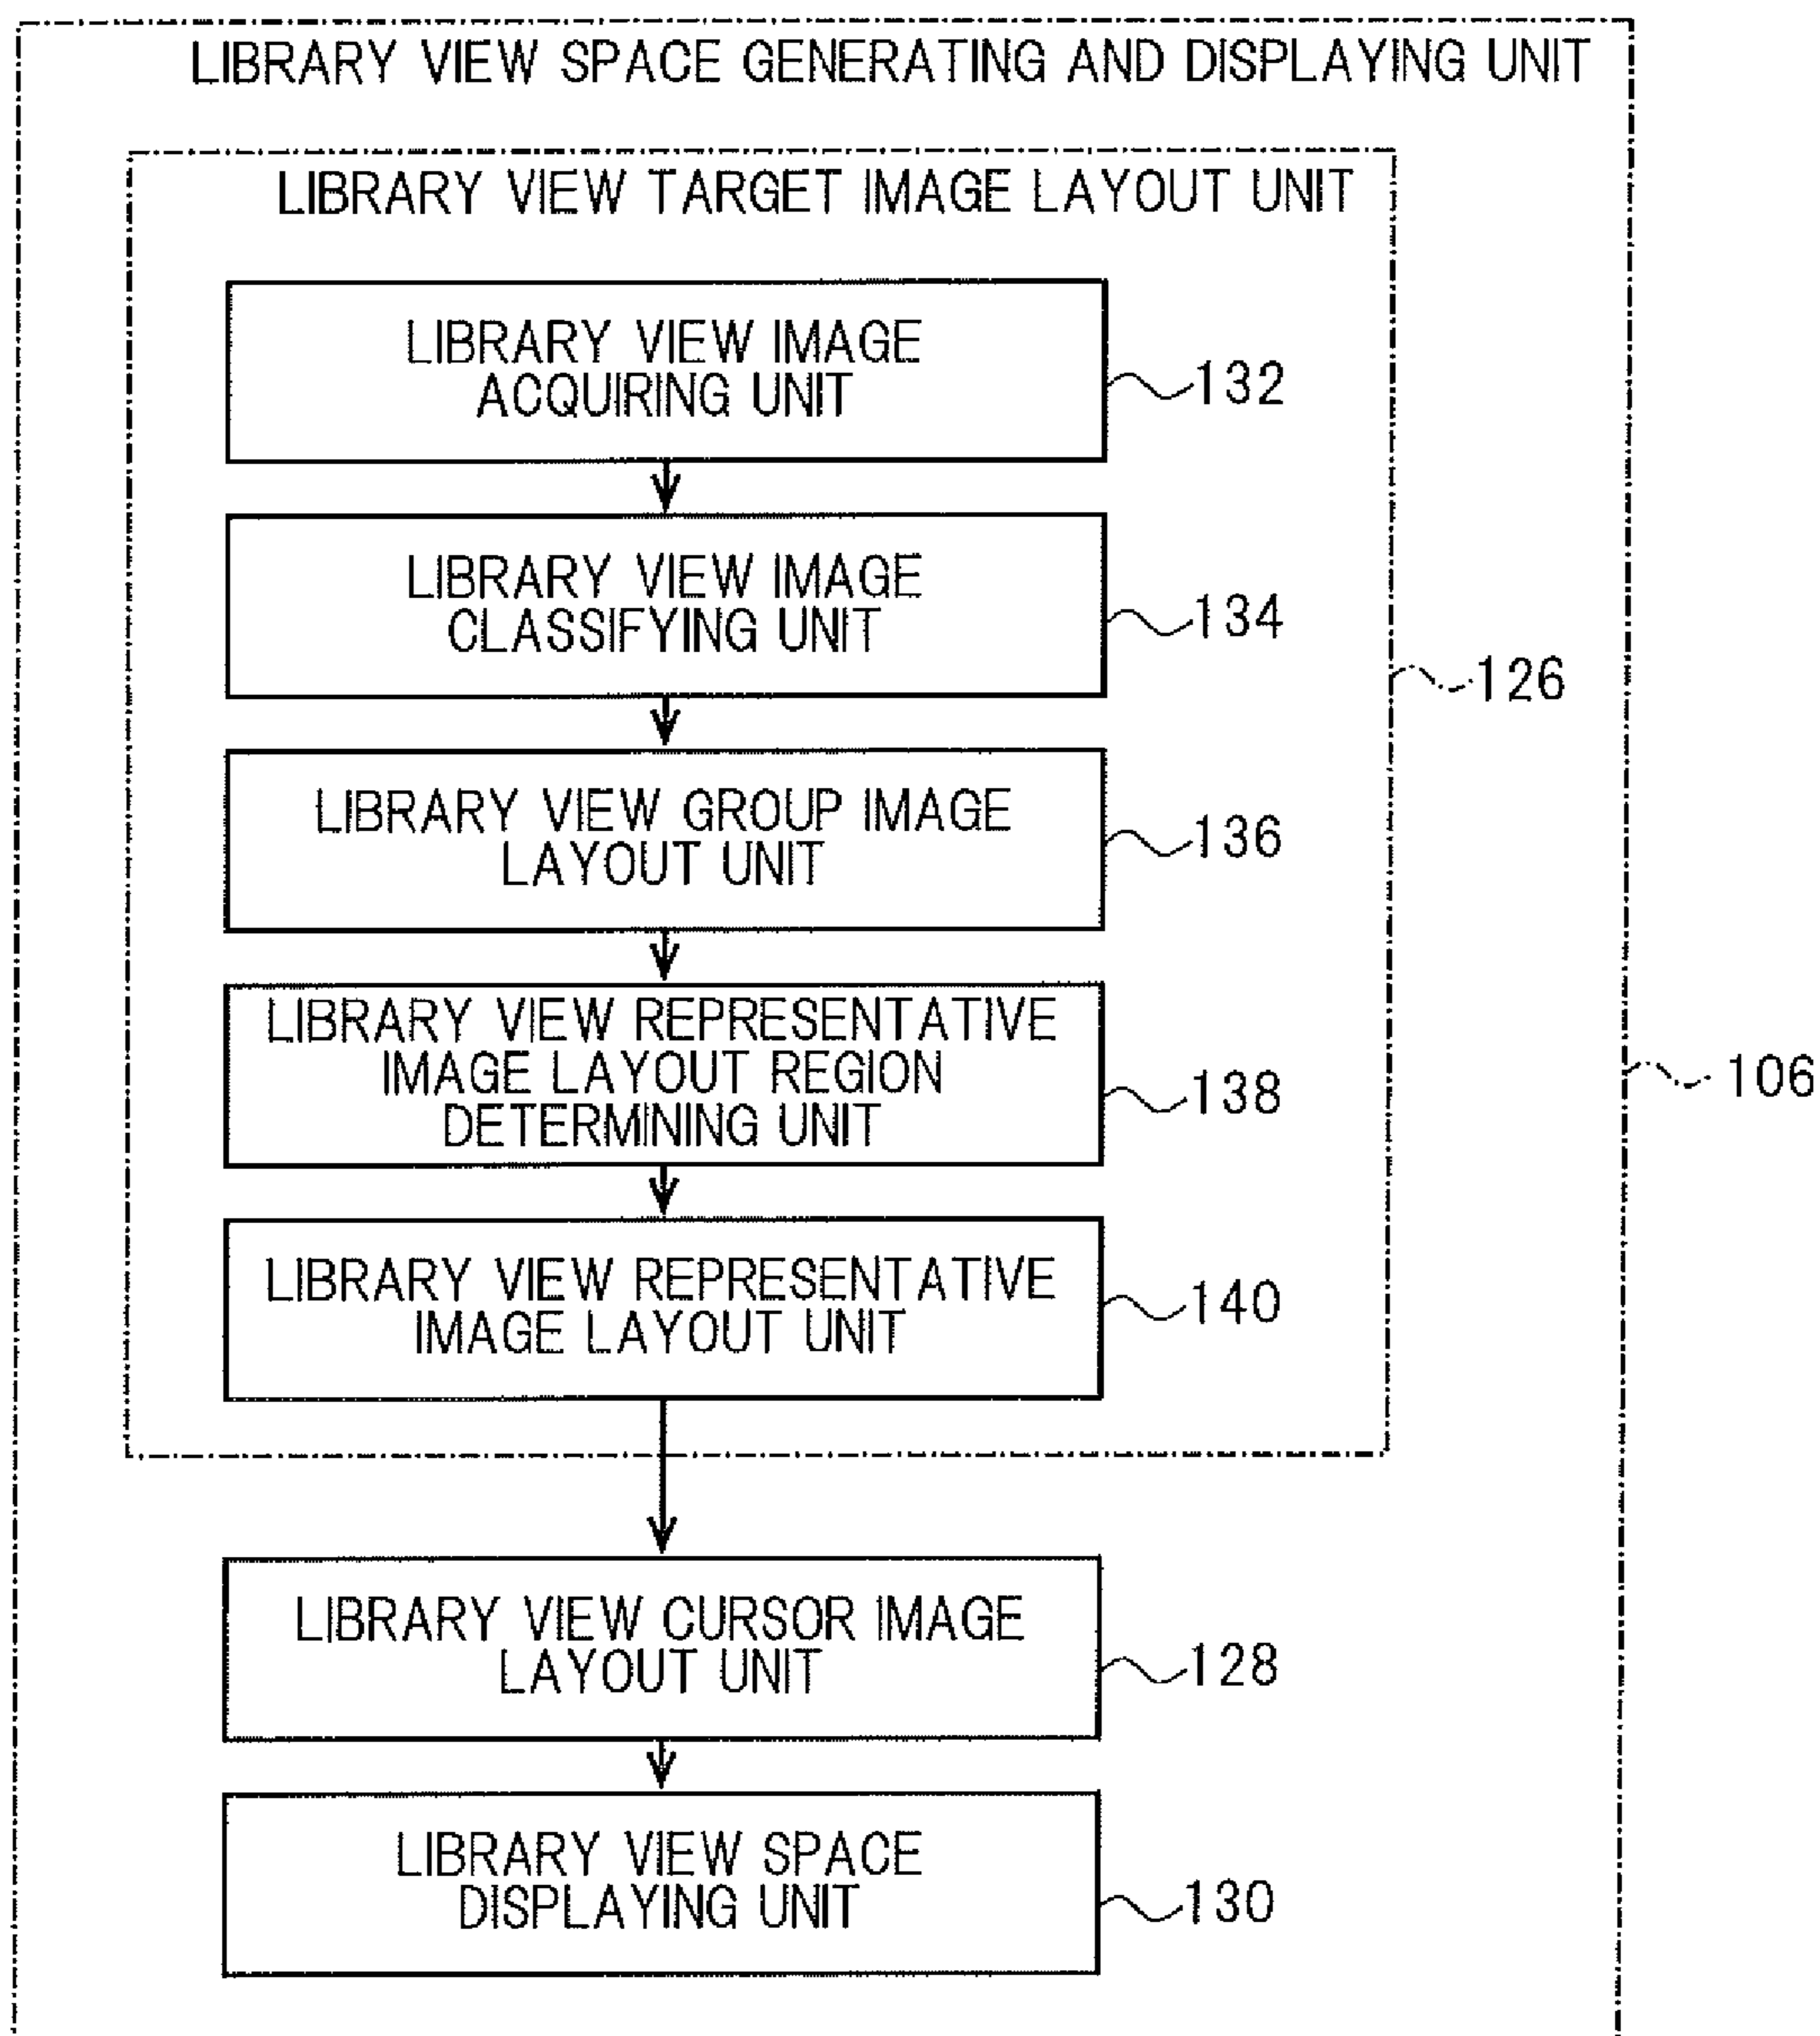 LIBRARY VIEW SPACE GENERATING AND DISPLAYING UNIT
LIBRARY VIEW TARGET IMAGE LAYOUT UNIT
LIBRARY VIEW IMAGE
ACQUIRING UNIT
132
LIBRARY VIEW IMAGE
CLASSIFYING UNIT
134
126
LIBRARY VIEW GROUP IMAGE
LAYOUT UNIT
136
LIBRARY VIEW REPRESENTATIVE
IMAGE LAYOUT REGION
DETERMINING UNIT
138
106
LIBRARY VIEW REPRESENTATIVE
IMAGE LAYOUT UNIT
140
LIBRARY VIEW CURSOR IMAGE
LAYOUT UNIT
128
LIBRARY VIEW SPACE
DISPLAYING UNIT
130